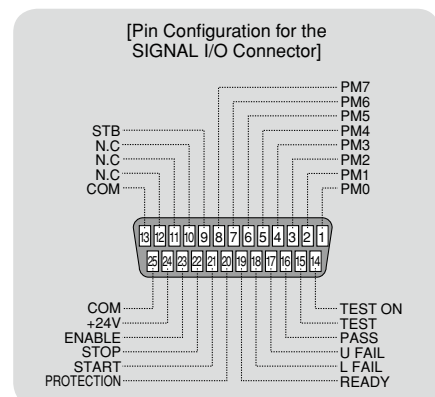 [Pin Configuration for the
SIGNAL I/O Connector]
PM7
PM6
PM5
PM4
PM3
PM2
PM1
PM0
STB
N.C
N.C
N.C
COM
13 12 11 10 9 8 7 6 5 4 3 2 1
25 24 23 22 21 20 19 18 17 16 15 14
COM
+24V
ENABLE
STOP
START
PROTECTION
TEST ON
TEST
PASS
U FAIL
L FAIL
READY